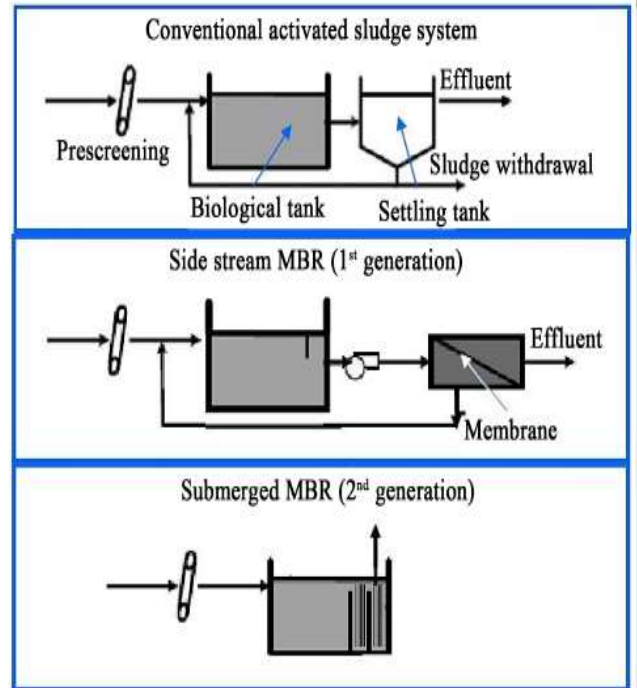 Conventional activated sludge system
Effluent
Prescreening
Sludge withdrawal
Biological tank
Settling tank
Side stream MBR (1st generation)
Effluent
Membrane
Submerged MBR (2nd generation)